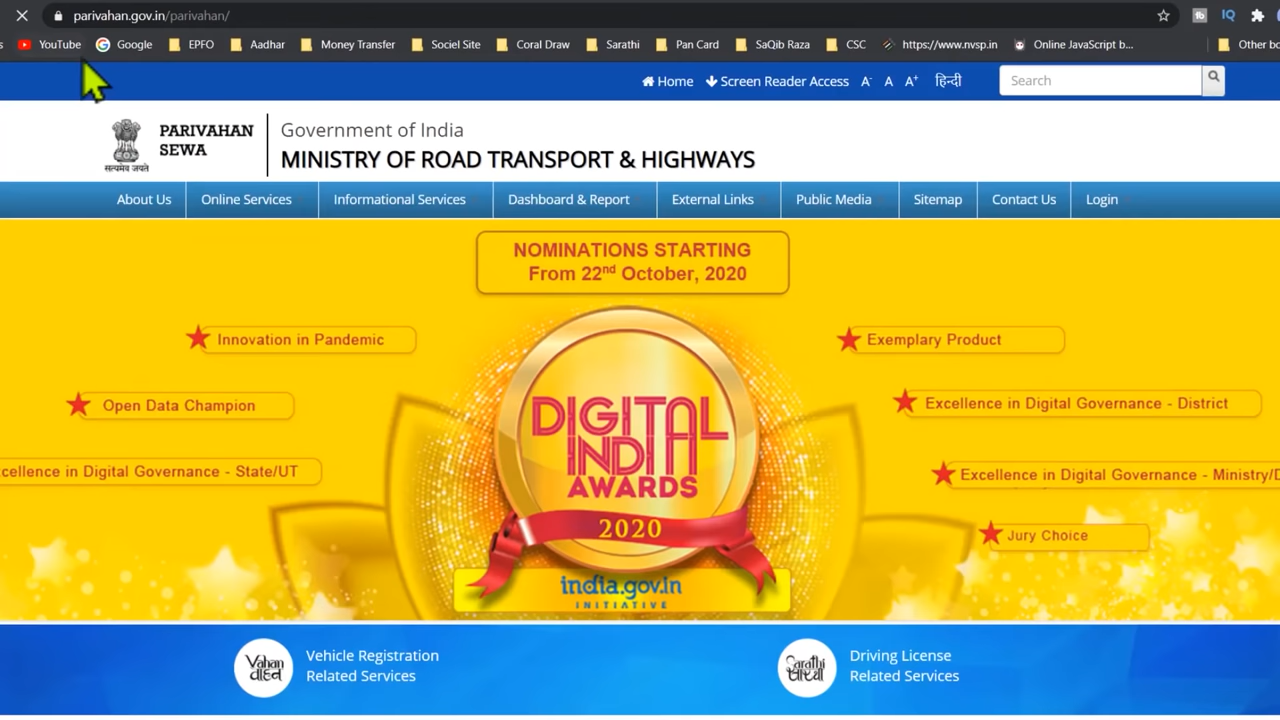 parivahan.gov.in/parivahan/
s YouTube Google EPFO Aadhar Money Transfer Sociel Site Coral Draw Sarathi Pan Card SaQib Raza CSC https://www.nvsp.in Online JavaScript b... Other bo
Home Screen Reader Access A- A A+ हिन्दी Search
PARIVAHAN
SEWA
सत्यमेव जयते
Government of India
MINISTRY OF ROAD TRANSPORT & HIGHWAYS
About Us Online Services Informational Services Dashboard & Report External Links Public Media Sitemap Contact Us Login
NOMINATIONS STARTING
From 22nd October, 2020
Innovation in Pandemic
Exemplary Product
Open Data Champion
Excellence in Digital Governance - District
cellence in Digital Governance - State/UT
Excellence in Digital Governance - Ministry/D
Jury Choice
DIGITAL
INDIA
AWARDS
2020
india.gov.in
INITIATIVE
Vahan
वाहन
Vehicle Registration
Related Services
Sarathi
सारथी
Driving License
Related Services